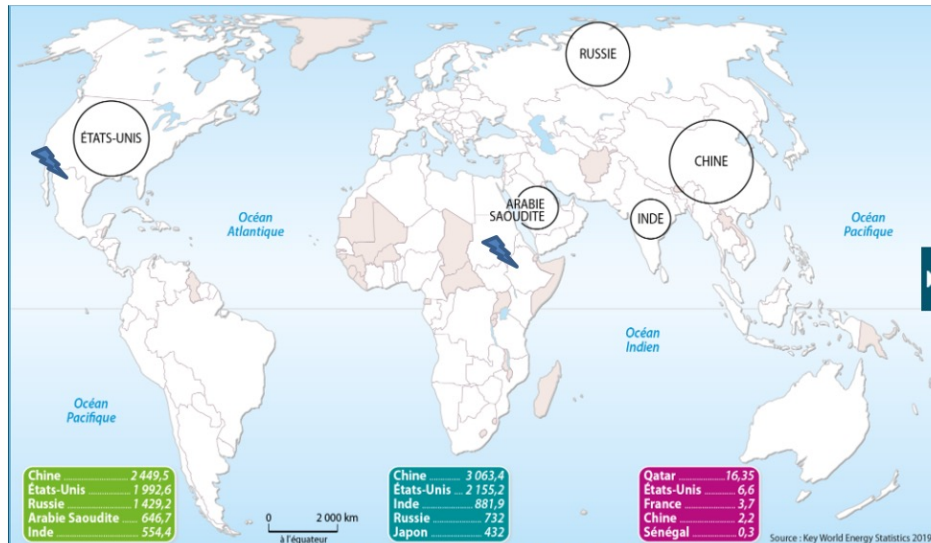 RUSSIE
ÉTATS-UNIS
CHINE
ARABIE
SAOUDITE
INDE
Océan
Atlantique
Océan
Pacifique
Océan
Indien
Océan
Pacifique
Chine 2 449,5
États-Unis 1 992,6
Russie 1 429,2
Arabie Saoudite 646,7
Inde 554,4
0 2 000 km
à l'équateur
Chine 3 063,4
États-Unis 2 155,2
Inde 881,9
Russie 732
Japon 432
Qatar 16,35
États-Unis 6,6
France 3,7
Chine 2,2
Sénégal 0,3
Source : Key World Energy Statistics 2019